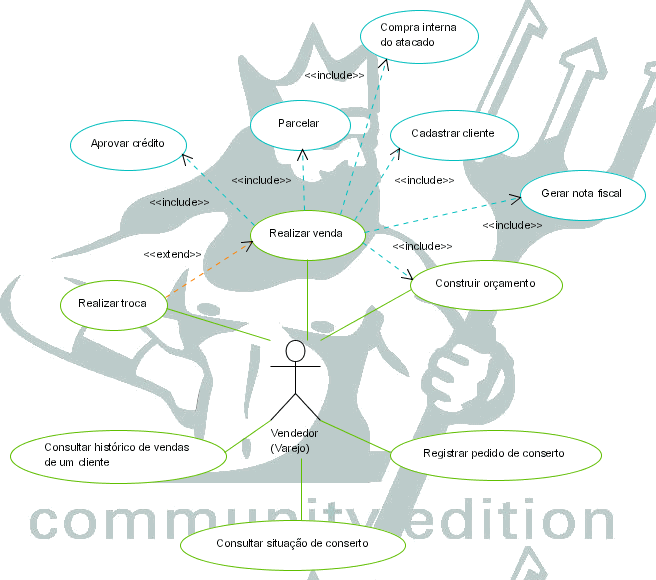 Compra interna
do atacado
<<include>>
Parcelar
Cadastrar cliente
Aprovar crédito
<<include>>
<<include>>
Gerar nota fiscal
<<include>>
<<include>>
Realizar venda
<<include>>
<<extend>>
Construir orçamento
Realizar troca
Vendedor
(Varejo)
Consultar histórico de vendas
de um cliente
Registrar pedido de conserto
community edition
Consultar situação de conserto